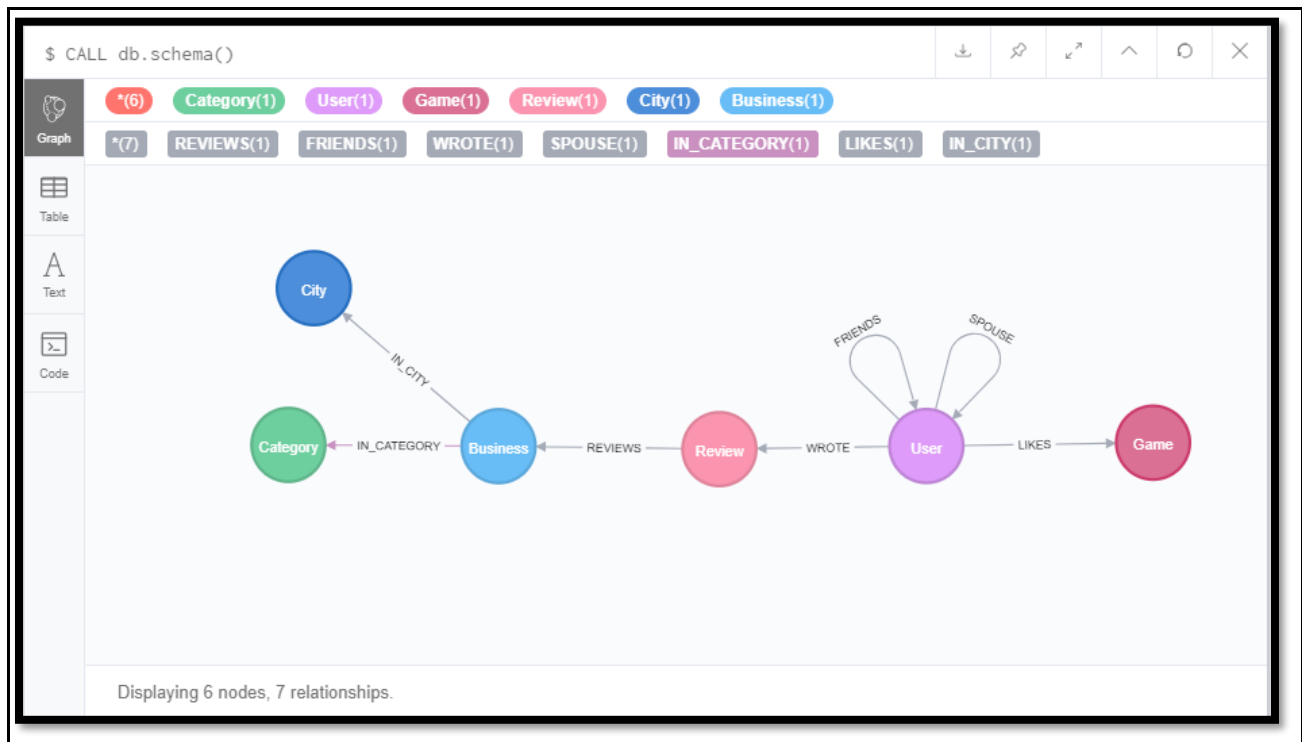 $ CALL db.schema()
*(6) Category(1) User(1) Game(1) Review(1) City(1) Business(1)
Graph
*(7) REVIEWS(1) FRIENDS(1) WROTE(1) SPOUSE(1) IN_CATEGORY(1) LIKES(1) IN_CITY(1)
Table
A
Text
Code
City
IN_CITY
FRIENDS
SPOUSE
Category IN_CATEGORY Business REVIEWS Review WROTE User LIKES Game
Displaying 6 nodes, 7 relationships.